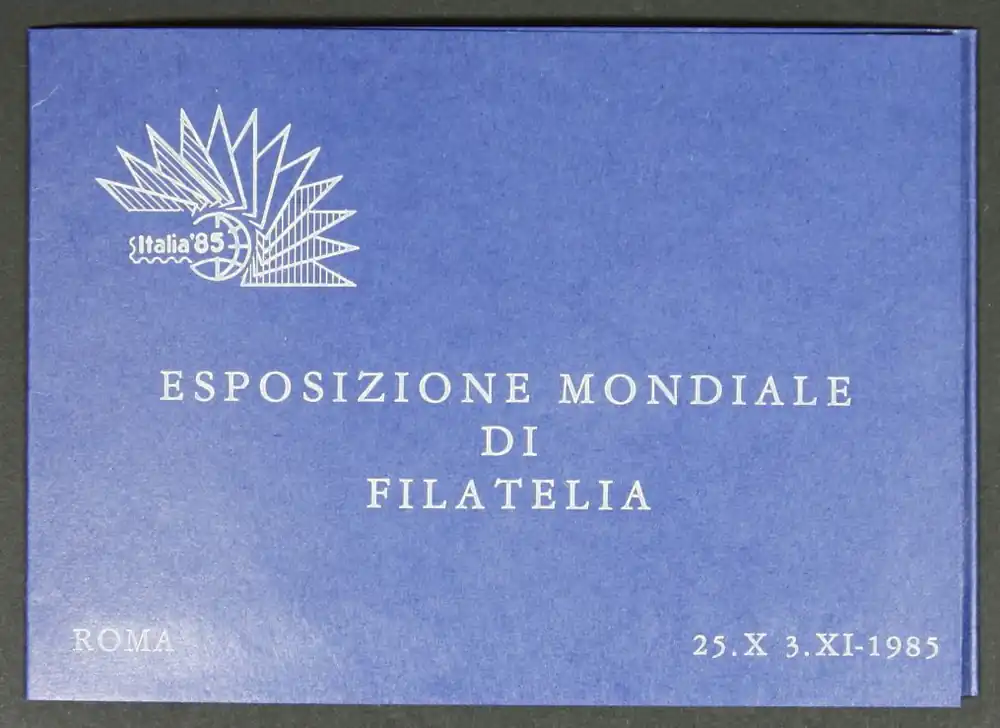 Italia '85
ESPOSIZIONE MONDIALE
DI
FILATELIA
ROMA
25.X 3.XI-1985